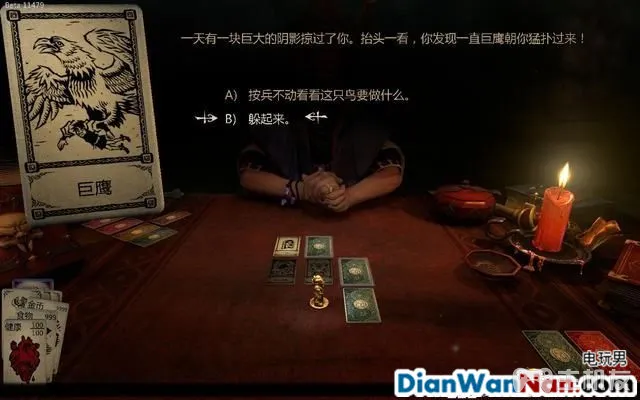 Beta 11479
一天有一块巨大的阴影掠过了你。抬头一看，你发现一直巨鹰朝你猛扑过来！
A） 按兵不动看看这只鸟要做什么。
B） 躲起来。
巨鹰
金币
999
食物
999
健康
100
100
电玩男
DianWanNan.com